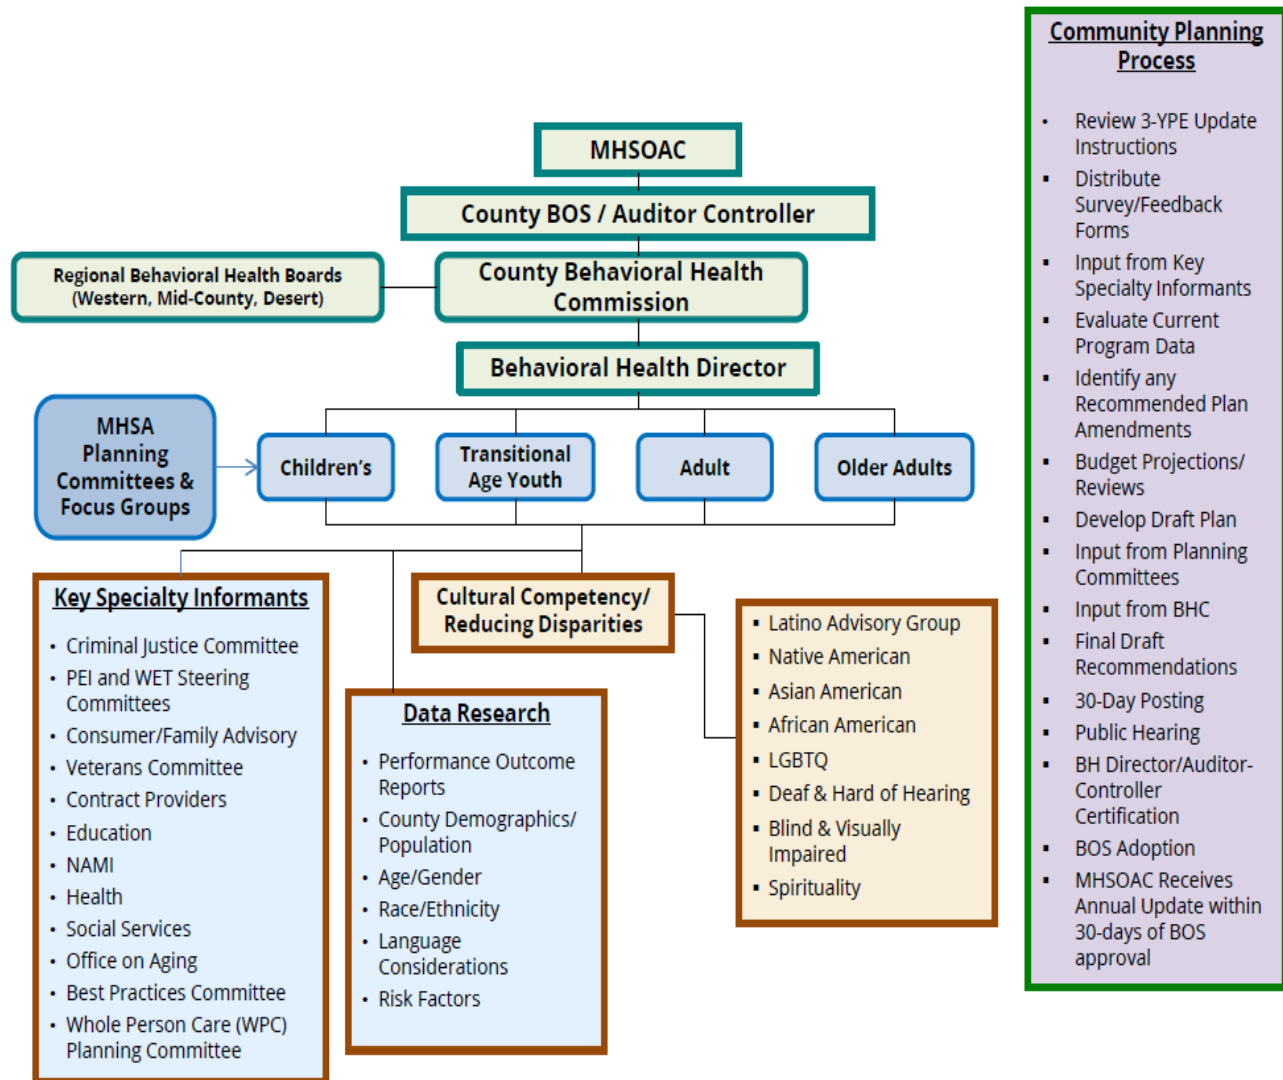 MHSOAC
County BOS / Auditor Controller
Regional Behavioral Health Boards
(Western, Mid-County, Desert)
County Behavioral Health
Commission
Behavioral Health Director
MHSA
Planning
Committees &
Focus Groups
Children's
Transitional
Age Youth
Adult
Older Adults
Key Specialty Informants
• Criminal Justice Committee
• PEI and WET Steering
Committees
• Consumer/Family Advisory
• Veterans Committee
• Contract Providers
• Education
• NAMI
• Health
• Social Services
• Office on Aging
• Best Practices Committee
• Whole Person Care (WPC)
Planning Committee
Data Research
• Performance Outcome
Reports
• County Demographics/
Population
• Age/Gender
• Race/Ethnicity
• Language
Considerations
• Risk Factors
Cultural Competency/
Reducing Disparities
▪ Latino Advisory Group
▪ Native American
▪ Asian American
▪ African American
▪ LGBTQ
▪ Deaf & Hard of Hearing
▪ Blind & Visually
Impaired
▪ Spirituality
Community Planning
Process
• Review 3-YPE Update
Instructions
▪ Distribute
Survey/Feedback
Forms
▪ Input from Key
Specialty Informants
▪ Evaluate Current
Program Data
▪ Identify any
Recommended Plan
Amendments
▪ Budget Projections/
Reviews
▪ Develop Draft Plan
▪ Input from Planning
Committees
▪ Input from BHC
▪ Final Draft
Recommendations
▪ 30-Day Posting
▪ Public Hearing
▪ BH Director/Auditor-
Controller
Certification
▪ BOS Adoption
▪ MHSOAC Receives
Annual Update within
30-days of BOS
approval